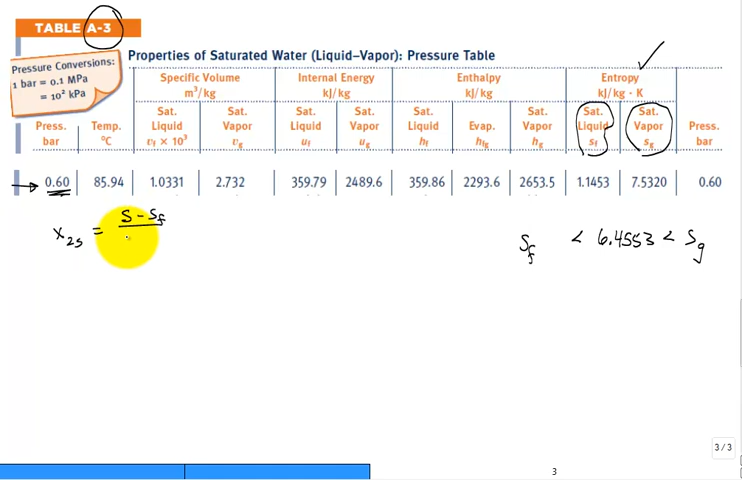 TABLE A-3
Properties of Saturated Water (Liquid–Vapor): Pressure Table
Pressure Conversions:
1 bar = 0.1 MPa
= 10² kPa
Specific Volume m³/kg Internal Energy kJ/kg Enthalpy kJ/kg Entropy kJ/kg · K
Press. bar Temp. °C Sat. Liquid vf × 10³ Sat. Vapor vg Sat. Liquid uf Sat. Vapor ug Sat. Liquid hf Evap. hfg Sat. Vapor hg Sat. Liquid sf Sat. Vapor sg Press. bar
0.60 85.94 1.0331 2.732 359.79 2489.6 359.86 2293.6 2653.5 1.1453 7.5320 0.60
x2s = S - Sf
Sf < 6.4553 < Sg
3 / 3
3